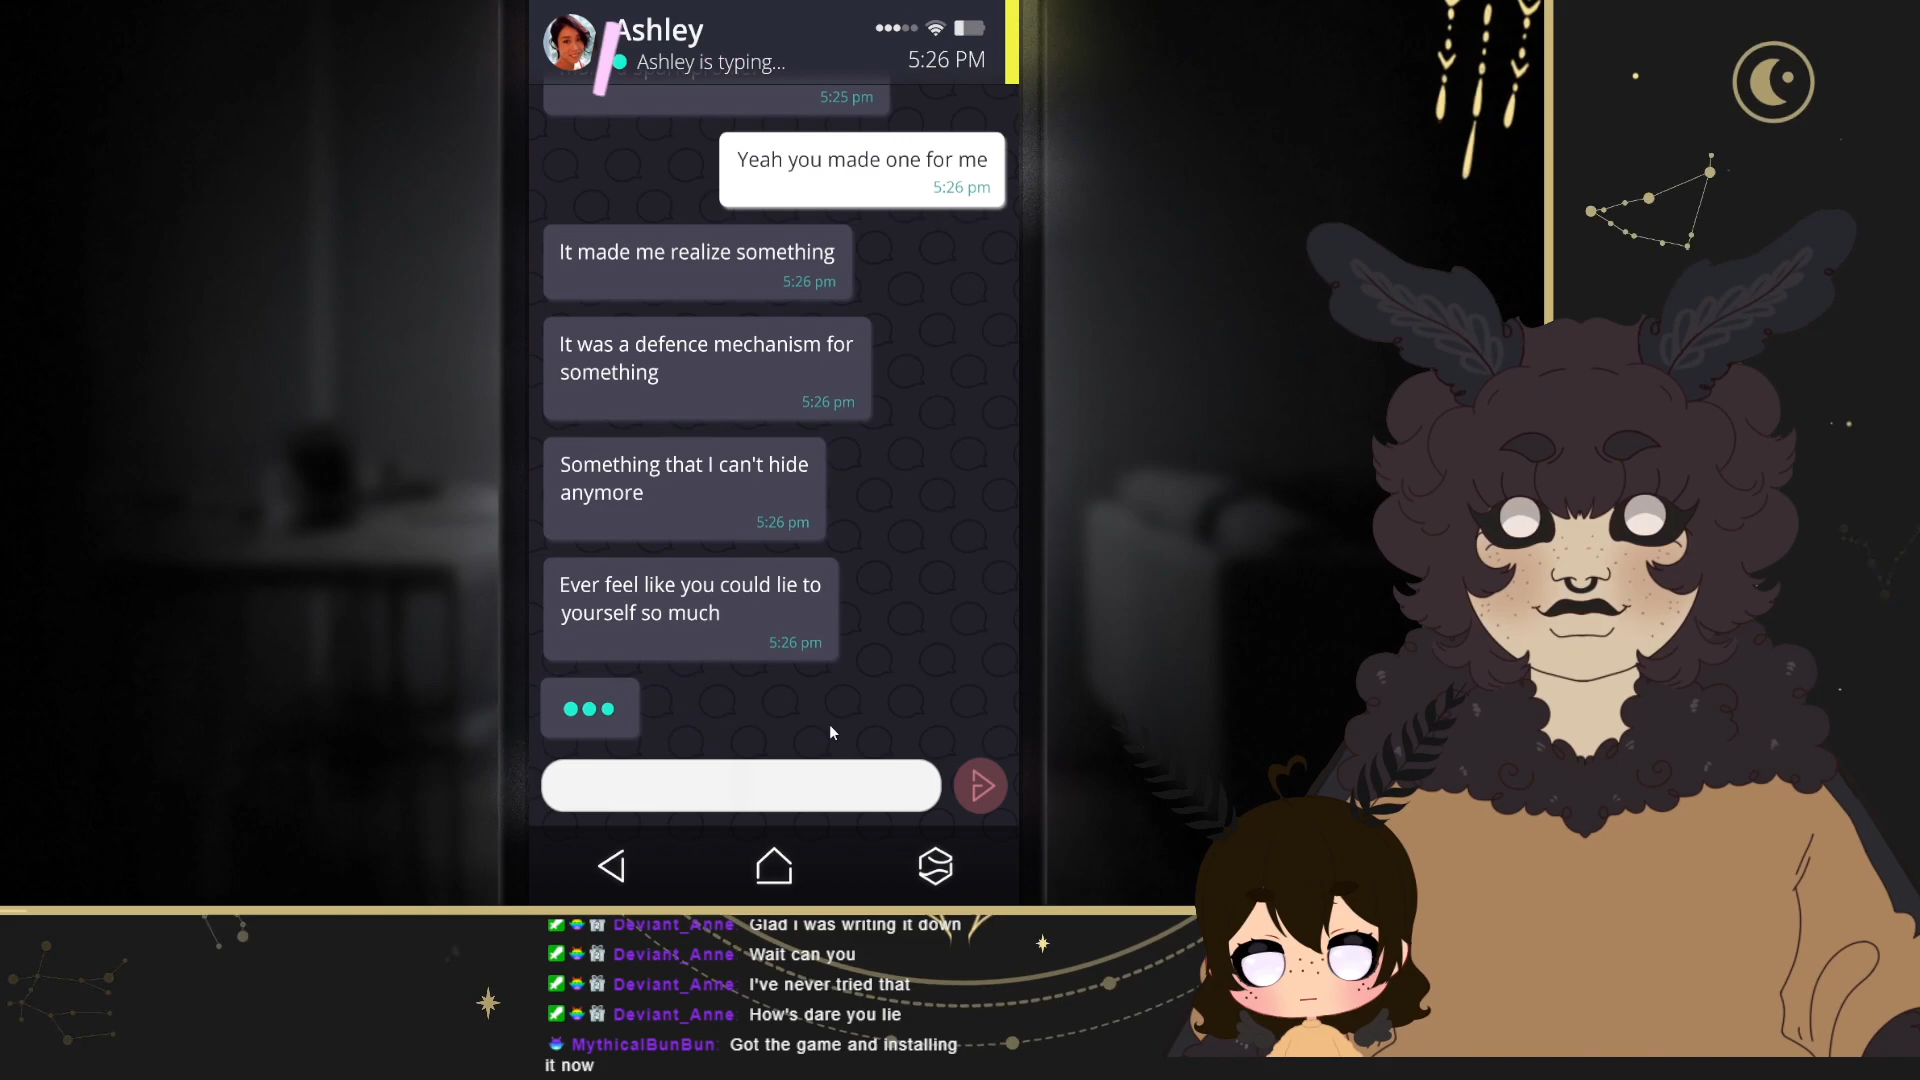 Ashley
Ashley is typing...
5:26 PM
5:25 pm
Yeah you made one for me
5:26 pm
It made me realize something
5:26 pm
It was a defence mechanism for
something
5:26 pm
Something that I can't hide
anymore
5:26 pm
Ever feel like you could lie to
yourself so much
5:26 pm
Deviant_Anne: Glad I was writing it down
Deviant_Anne: Wait can you
Deviant_Anne: I've never tried that
Deviant_Anne: How's dare you lie
MythicalBunBun: Got the game and installing
it now